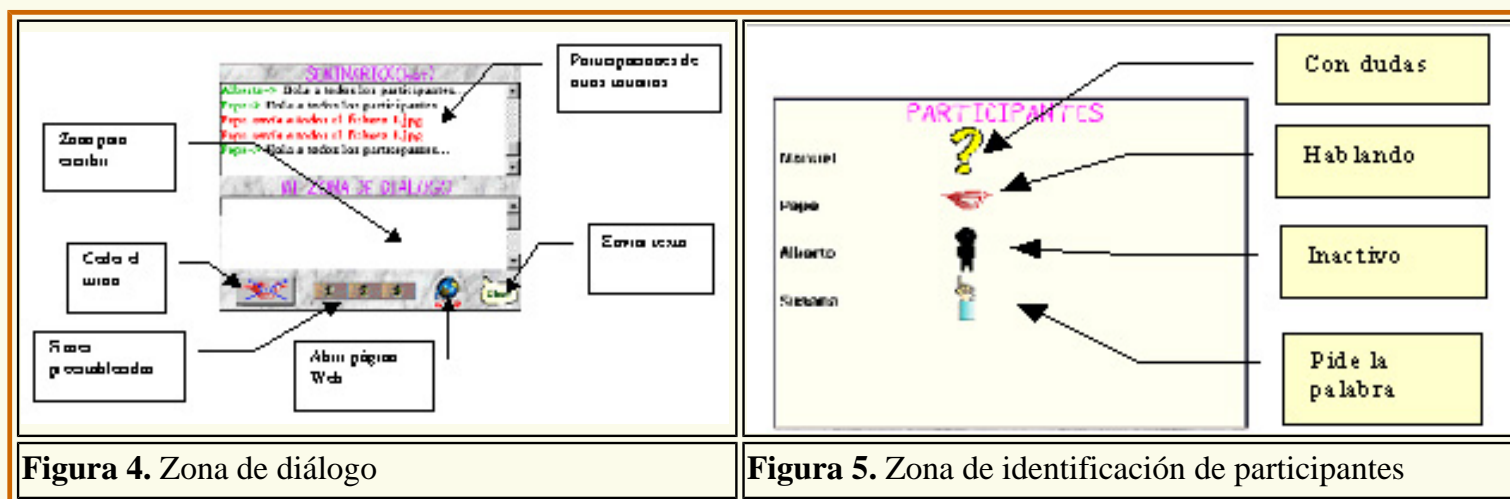 SEMINARIO(Chat)
Alberto-> Hola a todos los participantes...
Pepe-> Hola a todos los participantes
Pepe envía a todos el fichero 1.jpg
Pepe envía a todos el fichero 1.jpg
Pepe-> Hola a todos los participantes...
MI ZONA DE DIALOGO
Participaciones de
otros usuarios
Zona para
escribir
Cede el
turno
Enviar texto
Frases
preestablecidas
Abrir página
Web
PARTICIPANTES
Manuel
Pepe
Alberto
Susana
Con dudas
Hablando
Inactivo
Pide la
palabra
Figura 4. Zona de diálogo
Figura 5. Zona de identificación de participantes